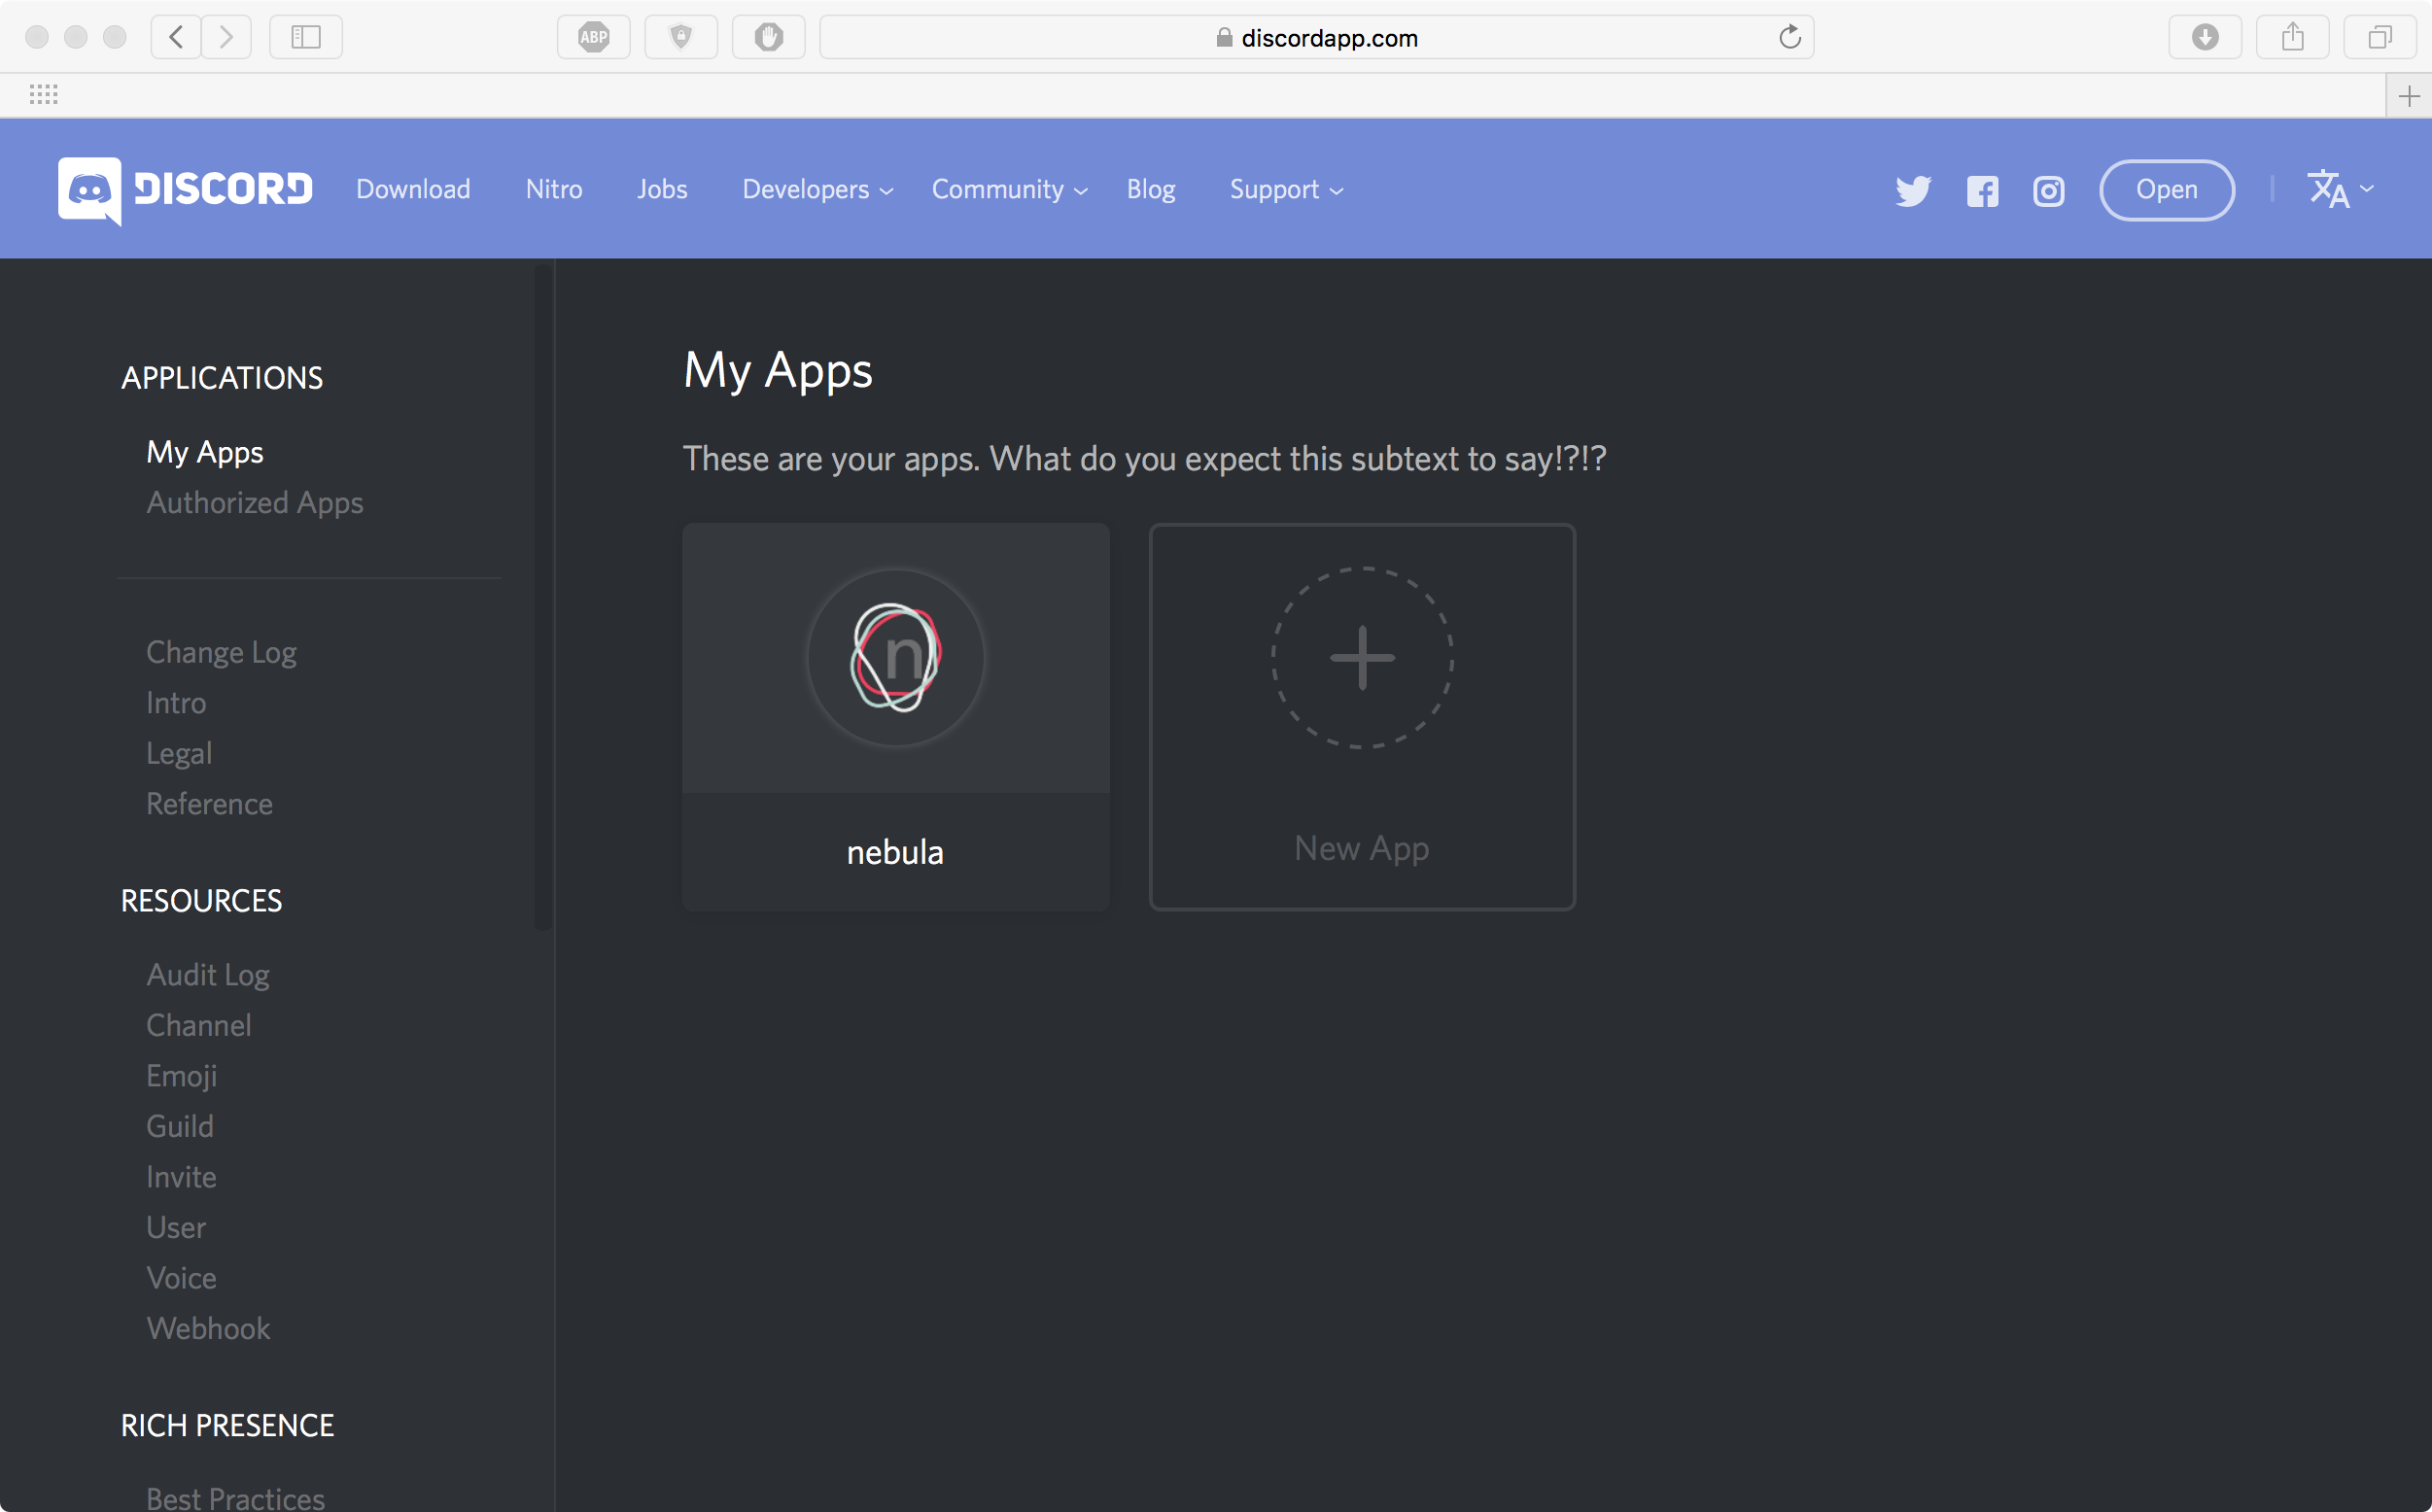 ABP
discordapp.com
DISCORD Download Nitro Jobs Developers Community Blog Support Open
APPLICATIONS
My Apps
Authorized Apps
Change Log
Intro
Legal
Reference
RESOURCES
Audit Log
Channel
Emoji
Guild
Invite
User
Voice
Webhook
RICH PRESENCE
Best Practices
My Apps
These are your apps. What do you expect this subtext to say!?!?
n
nebula
New App